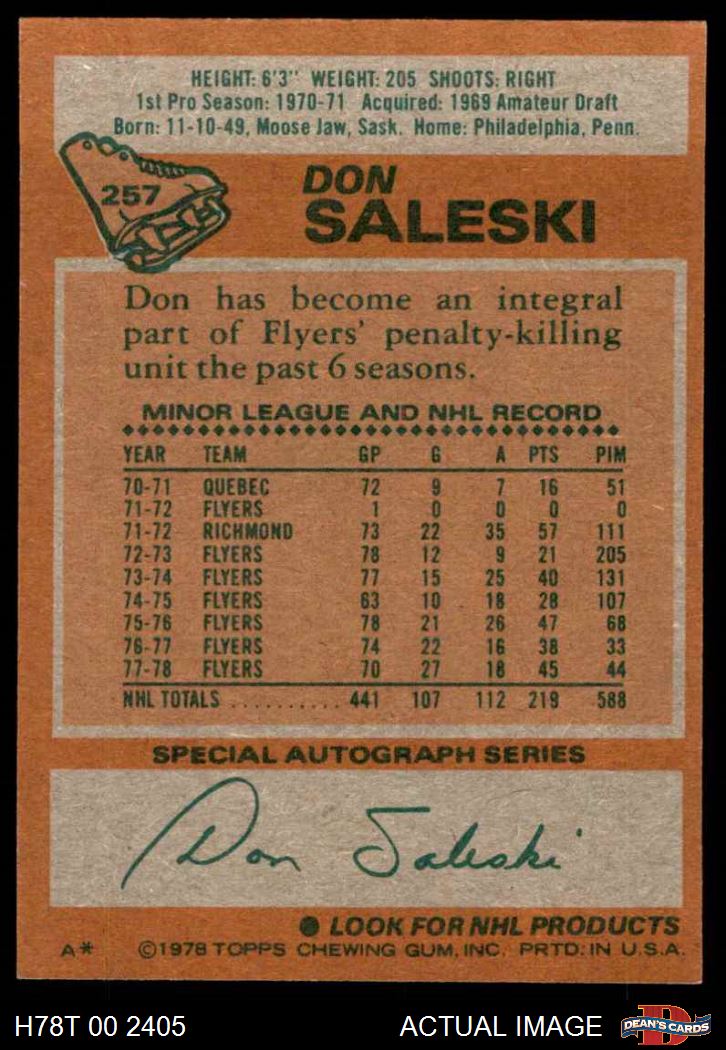 HEIGHT: 6'3" WEIGHT: 205 SHOOTS: RIGHT
1st Pro Season: 1970-71 Acquired: 1969 Amateur Draft
Born: 11-10-49, Moose Jaw, Sask. Home: Philadelphia, Penn.
257
DON
SALESKI
Don has become an integral
part of Flyers' penalty-killing
unit the past 6 seasons.
MINOR LEAGUE AND NHL RECORD
YEAR TEAM GP G A PTS PIM
70-71 QUEBEC 72 9 7 16 51
71-72 FLYERS 1 0 0 0 0
71-72 RICHMOND 73 22 35 57 111
72-73 FLYERS 78 12 9 21 205
73-74 FLYERS 77 15 25 40 131
74-75 FLYERS 63 10 18 28 107
75-76 FLYERS 78 21 26 47 68
76-77 FLYERS 74 22 16 38 33
77-78 FLYERS 70 27 18 45 44
NHL TOTALS .......... 441 107 112 219 588
SPECIAL AUTOGRAPH SERIES
Don Saleski
● LOOK FOR NHL PRODUCTS
A* ©1978 TOPPS CHEWING GUM, INC. PRTD. IN U.S.A.
H78T 00 2405 ACTUAL IMAGE D DEAN'S CARDS